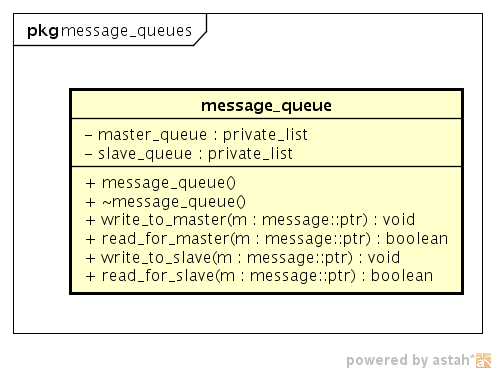 pkg message_queues
message_queue
- master_queue : private_list
- slave_queue : private_list
+ message_queue()
+ ~message_queue()
+ write_to_master(m : message::ptr) : void
+ read_for_master(m : message::ptr) : boolean
+ write_to_slave(m : message::ptr) : void
+ read_for_slave(m : message::ptr) : boolean
powered by astah*